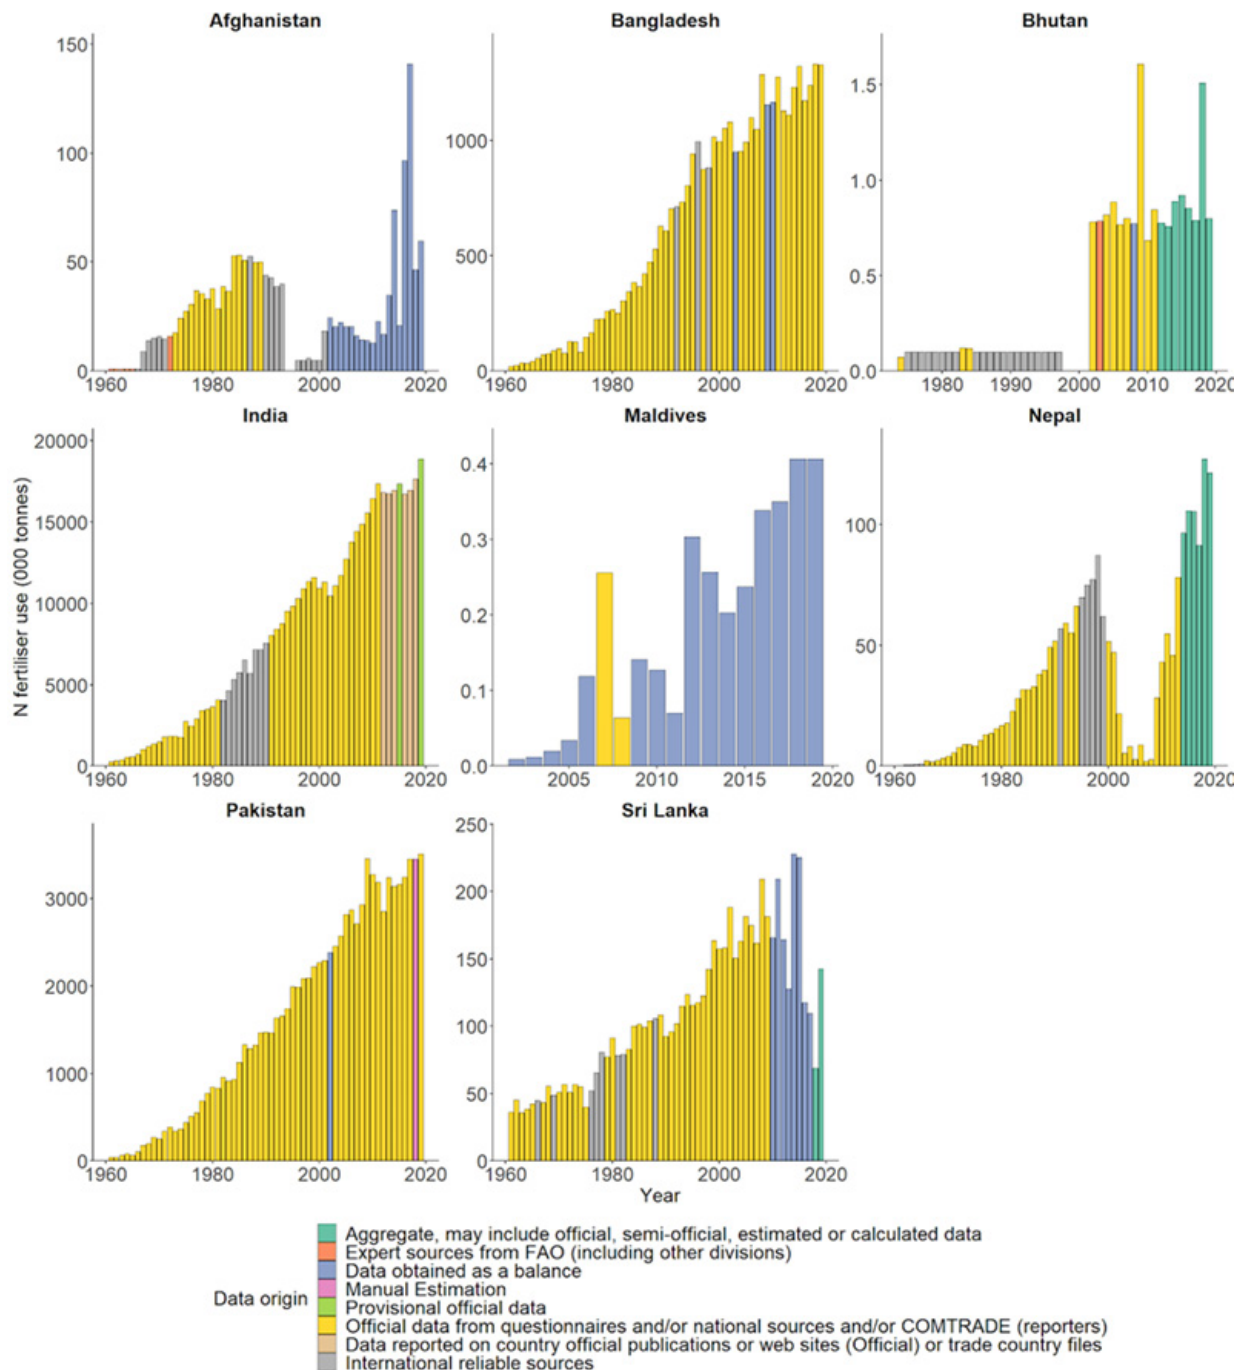 Afghanistan
Bangladesh
Bhutan
150
100
50
0
1960 1980 2000 2020
1000
500
0
1960 1980 2000 2020
1.5
1.0
0.5
0.0
1980 1990 2000 2010 2020
India
Maldives
Nepal
N fertiliser use (000 tonnes)
20000
15000
10000
5000
0
1960 1980 2000 2020
0.4
0.3
0.2
0.1
0.0
2005 2010 2015 2020
100
50
0
1960 1980 2000 2020
Pakistan
Sri Lanka
3000
2000
1000
0
1960 1980 2000 2020
250
200
150
100
50
0
1960 1980 2000 2020
Year
Data origin
Aggregate, may include official, semi-official, estimated or calculated data
Expert sources from FAO (including other divisions)
Data obtained as a balance
Manual Estimation
Provisional official data
Official data from questionnaires and/or national sources and/or COMTRADE (reporters)
Data reported on country official publications or web sites (Official) or trade country files
International reliable sources